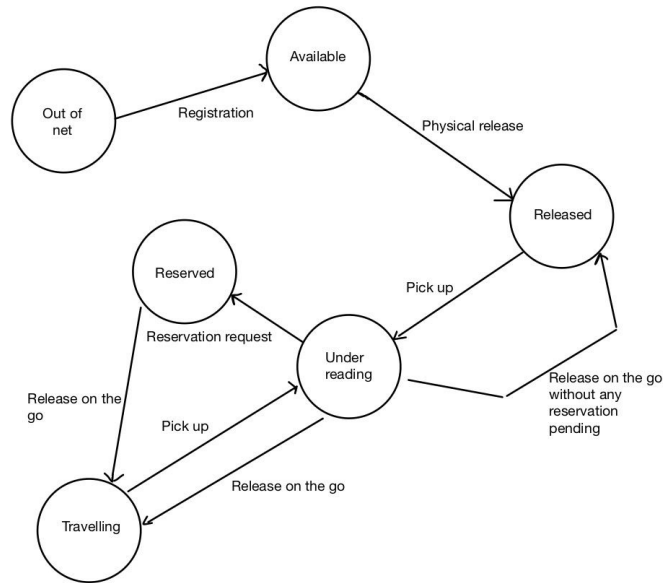 Available
Out of
net
Registration
Physical release
Released
Reserved
Pick up
Reservation request
Under
reading
Release on the go
without any
reservation
pending
Release on the
go
Pick up
Release on the go
Travelling